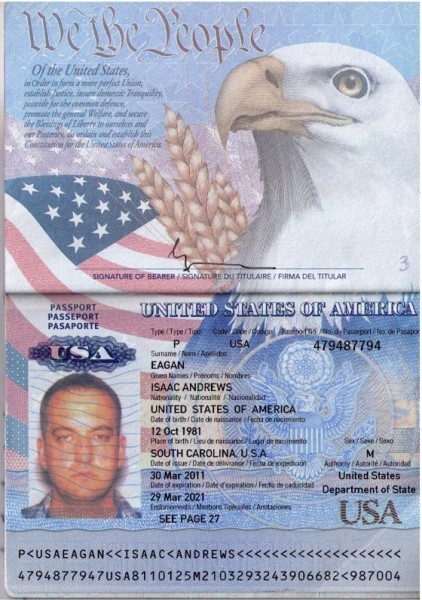 We the People
Of the United States,
in Order to form a more perfect Union,
establish Justice, insure domestic Tranquility,
provide for the common defence,
promote the general Welfare, and secure
the Blessings of Liberty to ourselves and
our Posterity, do ordain and establish this
Constitution for the United States of America.
SIGNATURE OF BEARER / SIGNATURE DU TITULAIRE / FIRMA DEL TITULAR
3
PASSPORT
PASSEPORT
PASAPORTE
UNITED STATES OF AMERICA
USA
Type / Type / Tipo Code / Code / Codigo Passport No. / No. du Passeport / No. de Pasapor
P USA 479487794
Surname / Nom / Apellidos
EAGAN
Given Names / Prénoms / Nombres
ISAAC ANDREWS
Nationality / Nationalité / Nacionalidad
UNITED STATES OF AMERICA
Date of birth / Date de naissance / Fecha de nacimiento
12 Oct 1981
Place of birth / Lieu de naissance / Lugar de nacimiento Sex / Sexe / Sexo
SOUTH CAROLINA, U.S.A. M
Date of issue / Date de délivrance / Fecha de expedición Authority / Autorité / Autoridad
30 Mar 2011 United States
Date of expiration / Date d'expiration / Fecha de caducidad Department of State
29 Mar 2021
Endorsements / Mentions Spéciales / Anotaciones
SEE PAGE 27
USA
P<USAEAGAN<<ISAAC<ANDREWS<<<<<<<<<<<<<<<<<<<
4794877947USA8110125M2103293243906682<987004